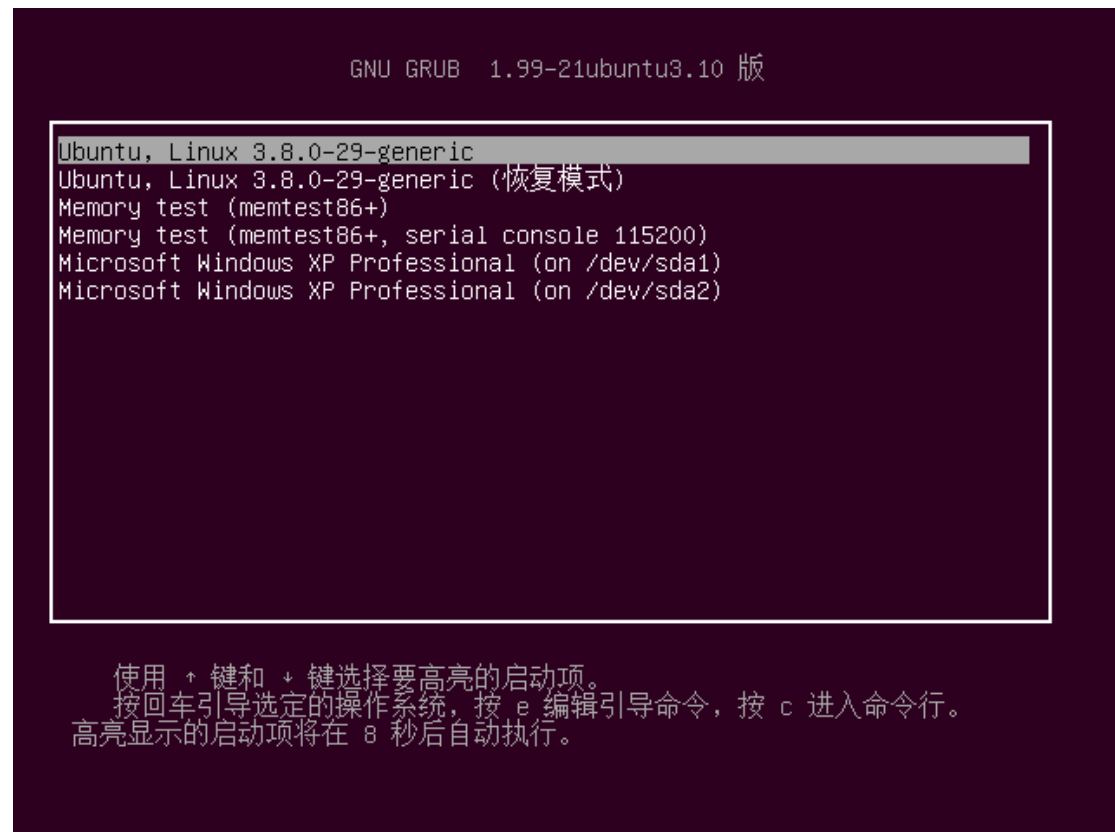 GNU GRUB  1.99-21ubuntu3.10 版
Ubuntu, Linux 3.8.0-29-generic
Ubuntu, Linux 3.8.0-29-generic (恢复模式)
Memory test (memtest86+)
Memory test (memtest86+, serial console 115200)
Microsoft Windows XP Professional (on /dev/sda1)
Microsoft Windows XP Professional (on /dev/sda2)
使用 ↑ 键和 ↓ 键选择要高亮的启动项。
按回车引导选定的操作系统, 按 e 编辑引导命令, 按 c 进入命令行。
高亮显示的启动项将在 8 秒后自动执行。